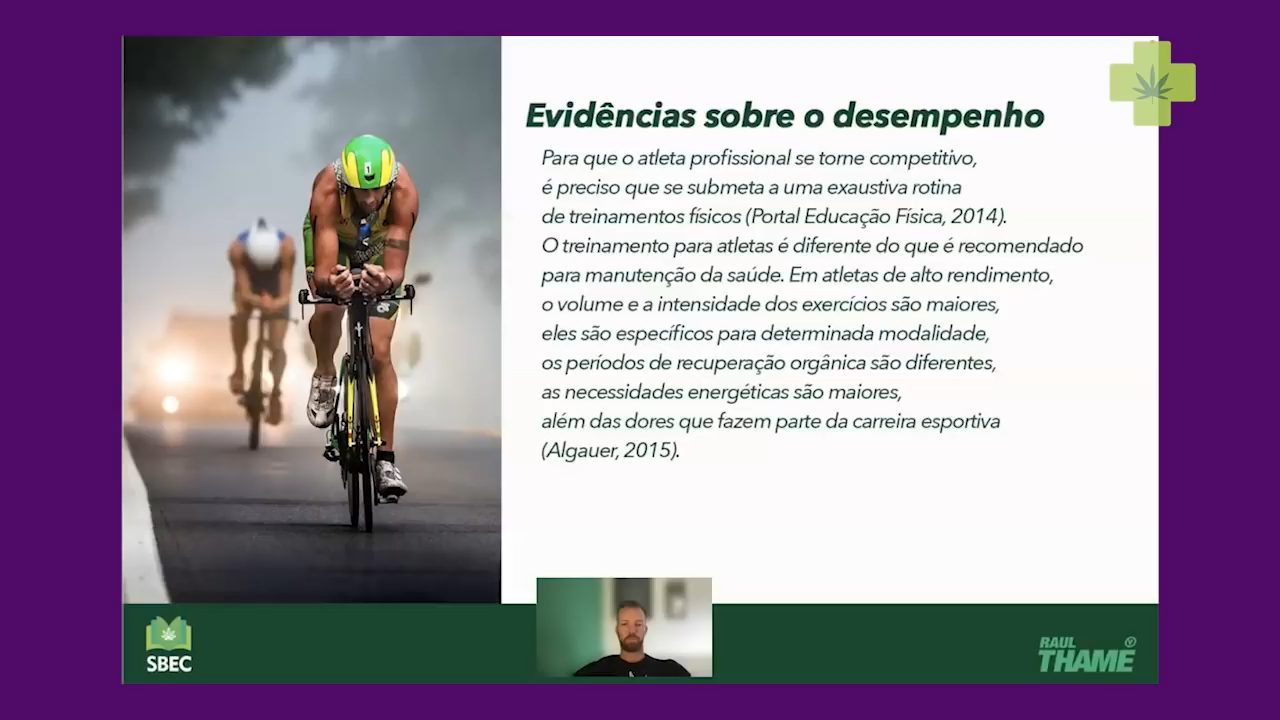 Evidências sobre o desempenho
Para que o atleta profissional se torne competitivo,
é preciso que se submeta a uma exaustiva rotina
de treinamentos físicos (Portal Educação Física, 2014).
O treinamento para atletas é diferente do que é recomendado
para manutenção da saúde. Em atletas de alto rendimento,
o volume e a intensidade dos exercícios são maiores,
eles são específicos para determinada modalidade,
os períodos de recuperação orgânica são diferentes,
as necessidades energéticas são maiores,
além das dores que fazem parte da carreira esportiva
(Algauer, 2015).
1
SBEC
RAUL
THAME